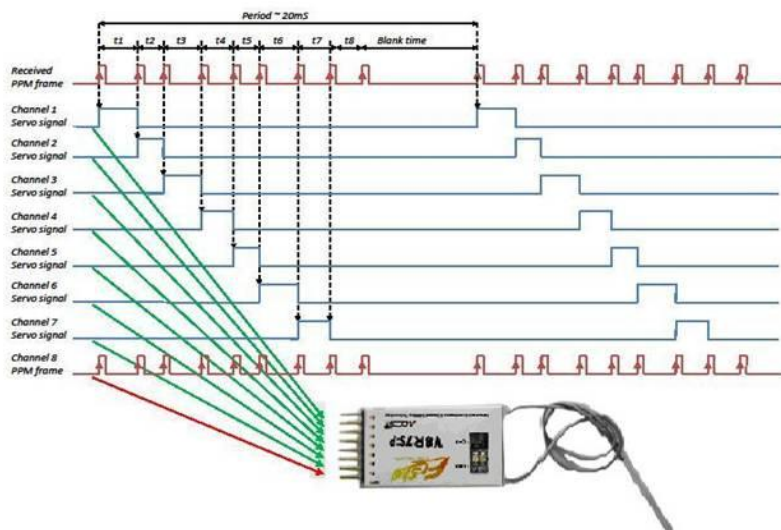 Period ~ 20mS
t1 t2 t3 t4 t5 t6 t7 t8 Blank time
Received
PPM frame
Channel 1
Servo signal
Channel 2
Servo signal
Channel 3
Servo signal
Channel 4
Servo signal
Channel 5
Servo signal
Channel 6
Servo signal
Channel 7
Servo signal
Channel 8
PPM frame
V8R7SP